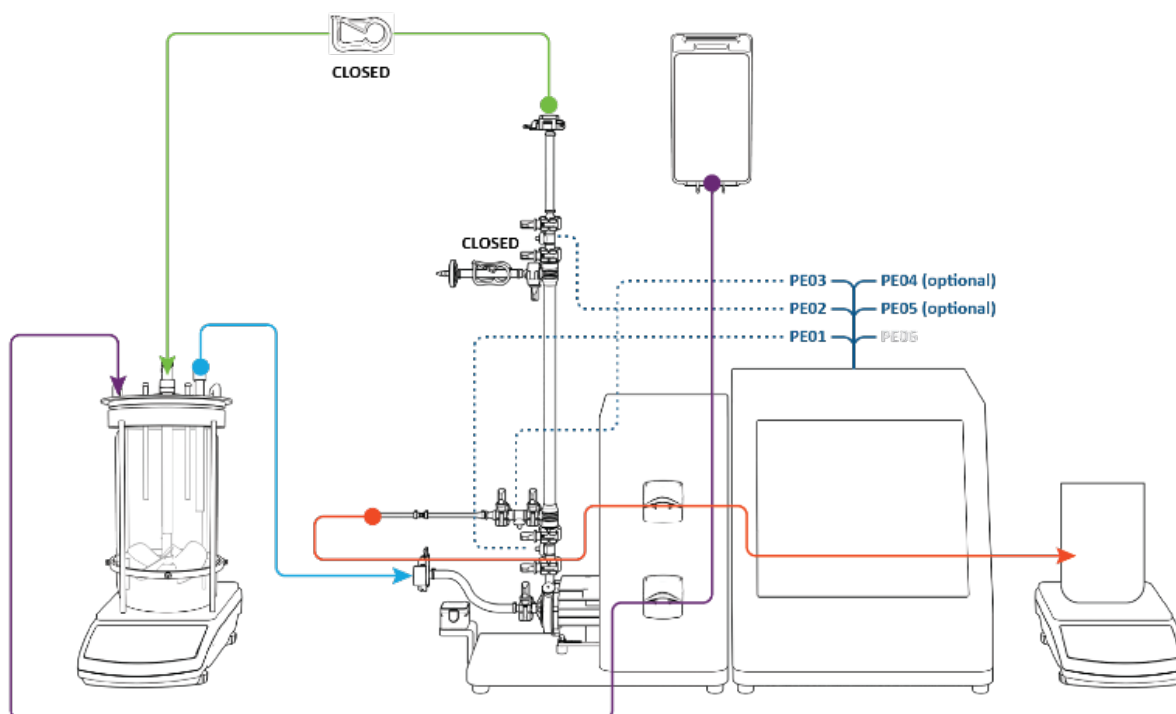 CLOSED
CLOSED
PE03 PE04 (optional)
PE02 PE05 (optional)
PE01 PE06